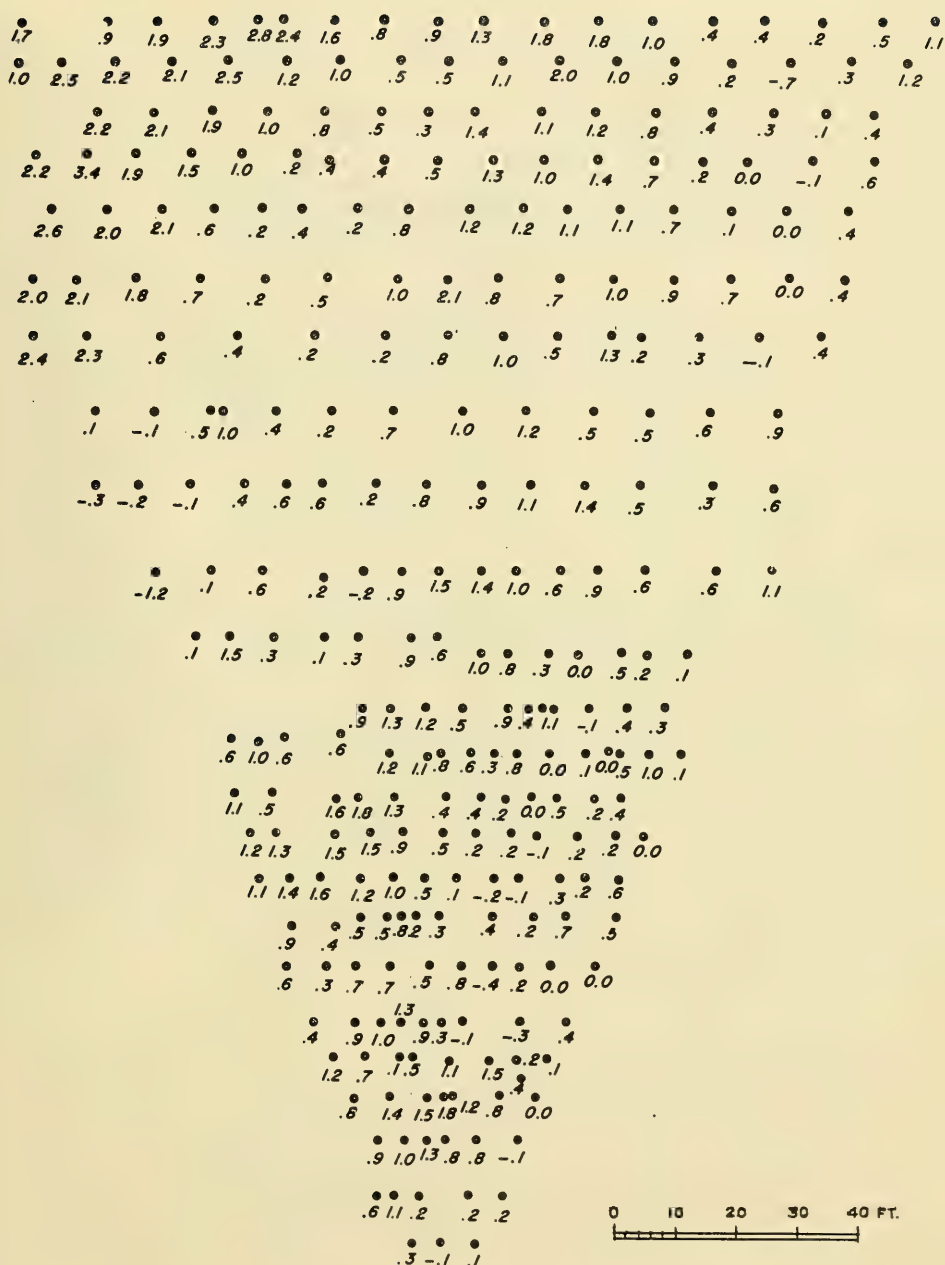 1.7 .9 1.9 2.3 2.8 2.4 1.6 .8 .9 1.3 1.8 1.8 1.0 .4 .4 .2 .5 1.1
1.0 2.5 2.2 2.1 2.5 1.2 1.0 .5 .5 1.1 2.0 1.0 .9 .2 -.7 .3 1.2
2.2 2.1 1.9 1.0 .8 .5 .3 1.4 1.1 1.2 .8 .4 .3 .1 .4
2.2 3.4 1.9 1.5 1.0 .2 .4 .4 .5 1.3 1.0 1.4 .7 .2 0.0 -.1 .6
2.6 2.0 2.1 .6 .2 .4 .2 .8 1.2 1.2 1.1 1.1 .7 .1 0.0 .4
2.0 2.1 1.8 .7 .2 .5 1.0 2.1 .8 .7 1.0 .9 .7 0.0 .4
2.4 2.3 .6 .4 .2 .2 .8 1.0 .5 1.3 .2 .3 -.1 .4
.1 -.1 .5 1.0 .4 .2 .7 1.0 1.2 .5 .5 .6 .9
-.3 -.2 -.1 .4 .6 .6 .2 .8 .9 1.1 1.4 .5 .3 .6
-1.2 .1 .6 .2 -.2 .9 1.5 1.4 1.0 .6 .9 .6 .6 1.1
.1 1.5 .3 .1 .3 .9 .6 1.0 .8 .3 0.0 .5 .2 .1
.9 1.3 1.2 .5 .9 .4 1.1 -.1 .4 .3
.6 1.0 .6 .6 1.2 1.1 .8 .6 .3 .8 0.0 .1 0.0 .5 1.0 .1
1.1 .5 1.6 1.8 1.3 .4 .4 .2 0.0 .5 .2 .4
1.2 1.3 1.5 1.5 .9 .5 .2 .2 -.1 .2 .2 0.0
1.1 1.4 1.6 1.2 1.0 .5 .1 -.2 -.1 .3 .2 .6
.9 .4 .5 .5 .8 .2 .3 .4 .2 .7 .5
.6 .3 .7 .7 .5 .8 -.4 .2 0.0 0.0
1.3
.4 .9 1.0 .9 .3 -.1 -.3 .4
1.2 .7 .1 .5 1.1 1.5 .2 .1
.4
.6 1.4 1.5 1.8 1.2 .8 0.0
.9 1.0 1.3 .8 .8 -.1
.6 1.1 .2 .2 .2
0 10 20 30 40 FT.
.3 -.1 .1